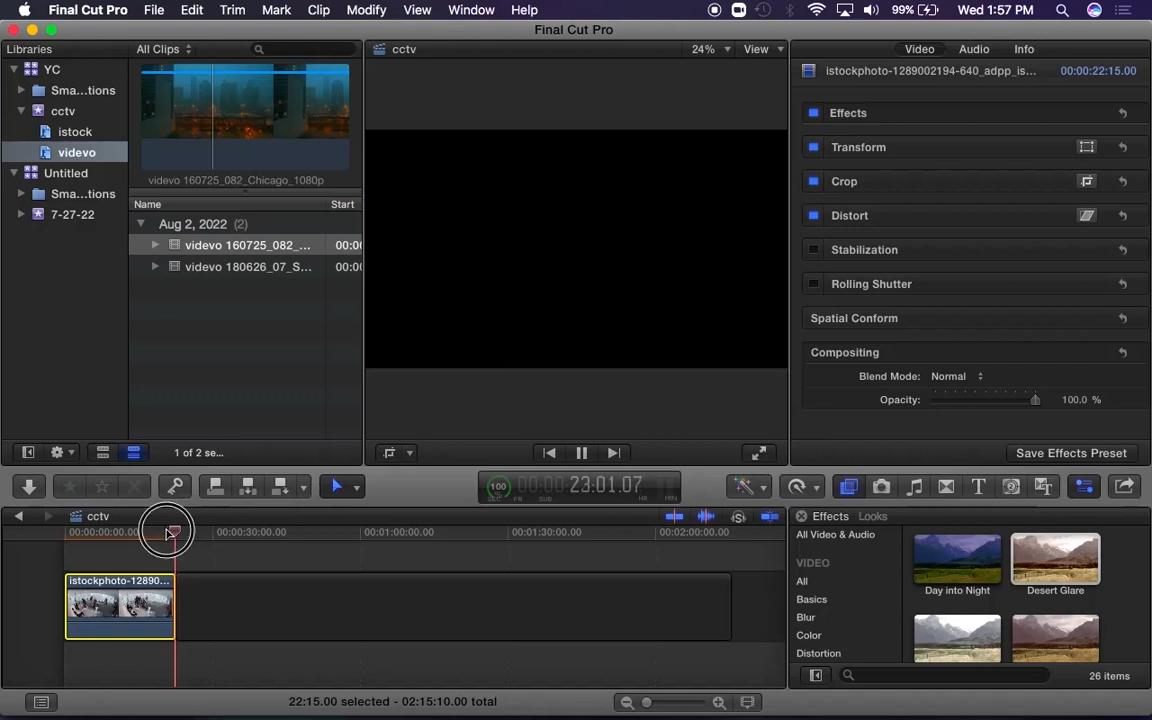 Final Cut Pro File Edit Trim Mark Clip Modify View Window Help 99% Wed 1:57 PM
Final Cut Pro
Libraries
All Clips
cctv
24% View
Video Audio Info
YC
Sma...tions
cctv
istock
videvo
Untitled
Sma...tions
7-27-22
videvo 160725_082_Chicago_1080p
Name Start
Aug 2, 2022 (2)
videvo 160725_082_... 00:00
videvo 180626_07_S... 00:00
1 of 2 se...
istockphoto-1289002194-640_adpp_is... 00:00:22:15.00
Effects
Transform
Crop
Distort
Stabilization
Rolling Shutter
Spatial Conform
Compositing
Blend Mode: Normal
Opacity: 100.0 %
Save Effects Preset
100 00:00:23:01.07
SEC FR SUB HR MIN
cctv
00:00:00:00.00 00:00:30:00.00 00:01:00:00.00 00:01:30:00.00 00:02:00:00.00
istockphoto-12890...
Effects Looks
All Video & Audio
VIDEO
All
Basics
Blur
Color
Distortion
Day into Night
Desert Glare
26 items
22:15.00 selected - 02:15:10.00 total